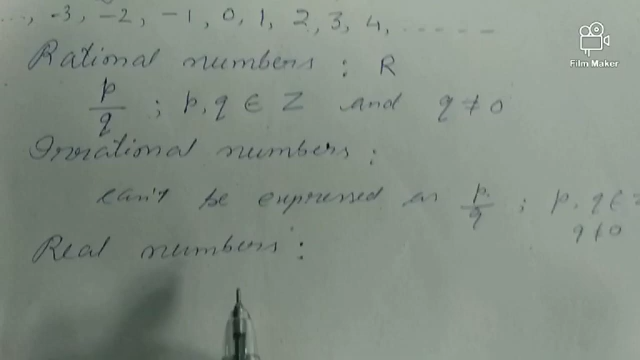 ..., -3, -2, -1, 0, 1, 2, 3, 4, .....
Rational numbers : R
p/q ; p, q ∈ Z and q ≠ 0
Irrational numbers :
can't be expressed as p/q ; p, q ∈ Z
q ≠ 0
Real numbers :
Film Maker